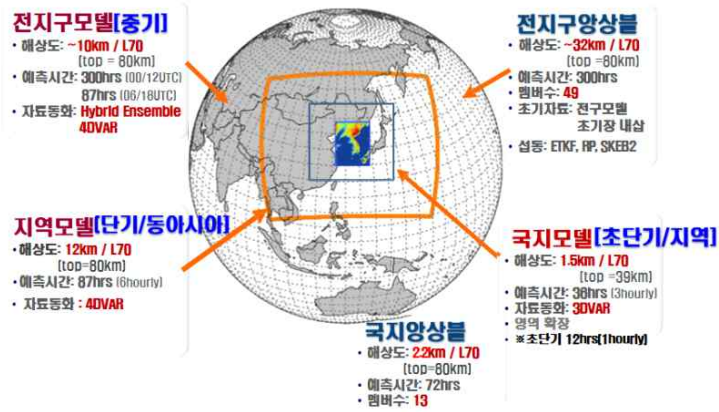 전지구모델[중기]
• 해상도: ~10km / L70
[top = 80km]
• 예측시간: 300hrs (00/12UTC)
87hrs (06/18UTC)
• 자료동화: Hybrid Ensemble
4DVAR
전지구앙상블
• 해상도: ~32km / L70
[top=80km]
• 예측시간: 300hrs
• 멤버수: 49
• 초기자료: 전구모델
초기장 내삽
• 섭동: ETKF, RP, SKEB2
지역모델[단기/동아시아]
• 해상도: 12km / L70
[top=80km]
• 예측시간: 87hrs (6hourly)
• 자료동화 : 4DVAR
국지모델[초단기/지역]
• 해상도: 1.5km / L70
[top =39km]
• 예측시간: 36hrs (3hourly)
• 자료동화: 3DVAR
• 영역 확장
• ※초단기 12hrs[1hourly]
국지앙상블
• 해상도: 2.2km / L70
[top=80km]
• 예측시간: 72hrs
• 멤버수: 13